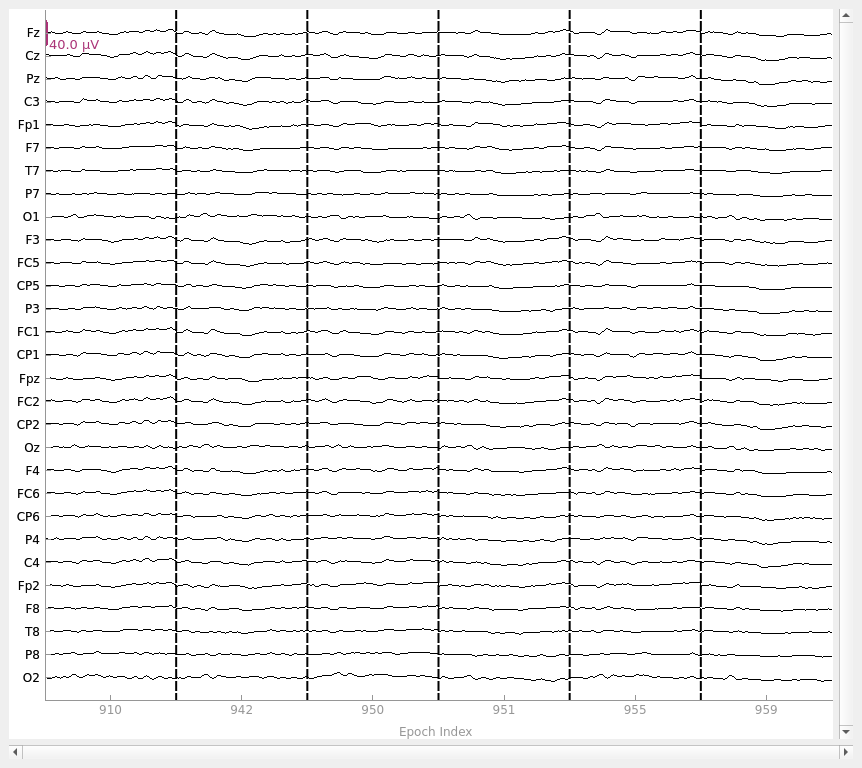 Fz
40.0 µV
Cz
Pz
C3
Fp1
F7
T7
P7
O1
F3
FC5
CP5
P3
FC1
CP1
Fpz
FC2
CP2
Oz
F4
FC6
CP6
P4
C4
Fp2
F8
T8
P8
O2
910 942 950 951 955 959
Epoch Index